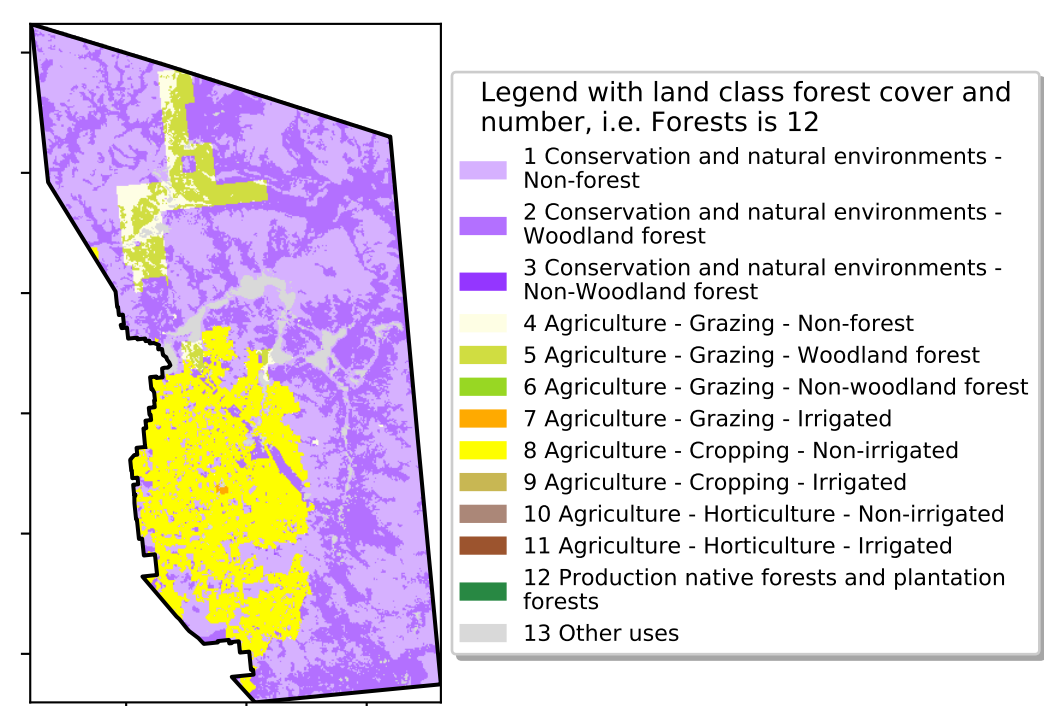 Legend with land class forest cover and
number, i.e. Forests is 12
1 Conservation and natural environments -
Non-forest
2 Conservation and natural environments -
Woodland forest
3 Conservation and natural environments -
Non-Woodland forest
4 Agriculture - Grazing - Non-forest
5 Agriculture - Grazing - Woodland forest
6 Agriculture - Grazing - Non-woodland forest
7 Agriculture - Grazing - Irrigated
8 Agriculture - Cropping - Non-irrigated
9 Agriculture - Cropping - Irrigated
10 Agriculture - Horticulture - Non-irrigated
11 Agriculture - Horticulture - Irrigated
12 Production native forests and plantation
forests
13 Other uses